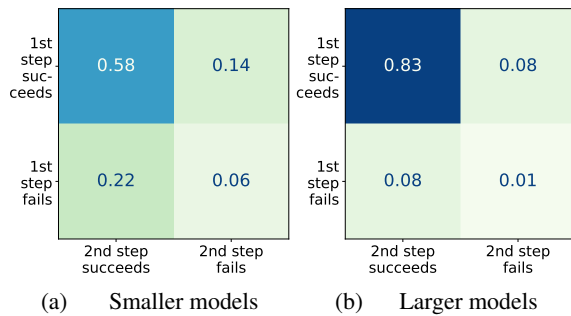 1st
step
suc-
ceeds
0.58
0.14
1st
step
fails
0.22
0.06
2nd step
succeeds
2nd step
fails
(a) Smaller models
1st
step
suc-
ceeds
0.83
0.08
1st
step
fails
0.08
0.01
2nd step
succeeds
2nd step
fails
(b) Larger models